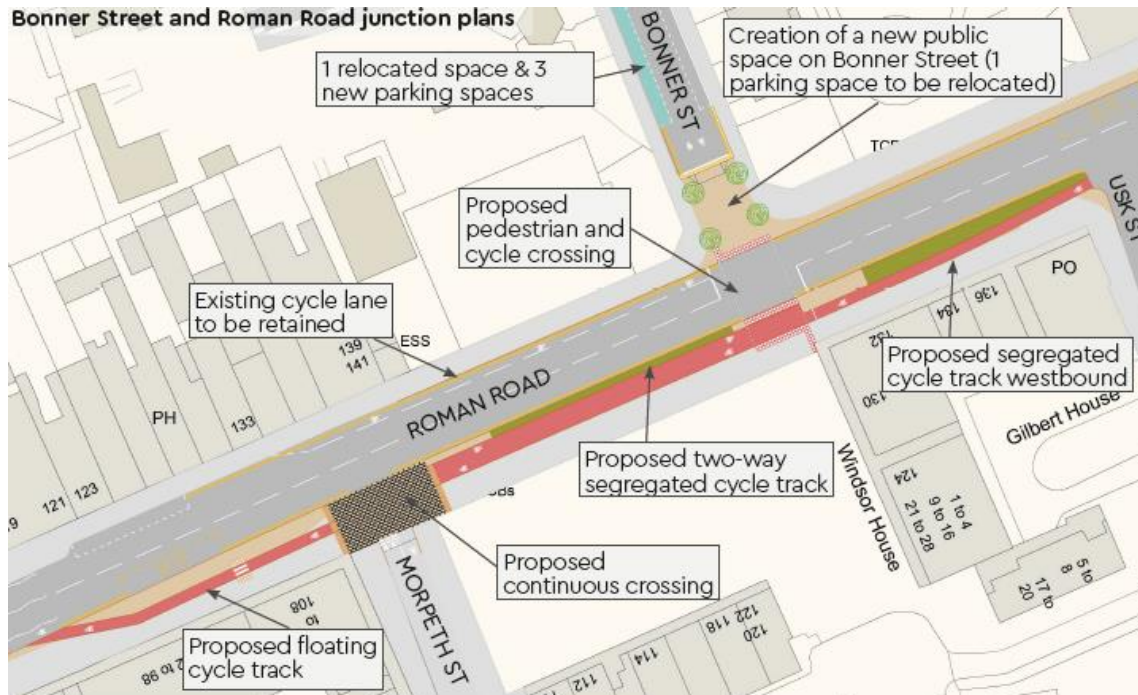 Bonner Street and Roman Road junction plans
1 relocated space & 3
new parking spaces
BONNER ST
Creation of a new public
space on Bonner Street (1
parking space to be relocated)
USK ST
Proposed
pedestrian and
cycle crossing
PO
136
134
132
130
Existing cycle lane
to be retained
ESS
139
141
PH
133
121
123
ROMAN ROAD
Proposed segregated
cycle track westbound
Gilbert House
Proposed two-way
segregated cycle track
Windsor House
124
1 to 4
9 to 16
21 to 28
5 to
8
17 to
20
Proposed
continuous crossing
MORPETH ST
108
to
Proposed floating
cycle track
122
118
120
114
112